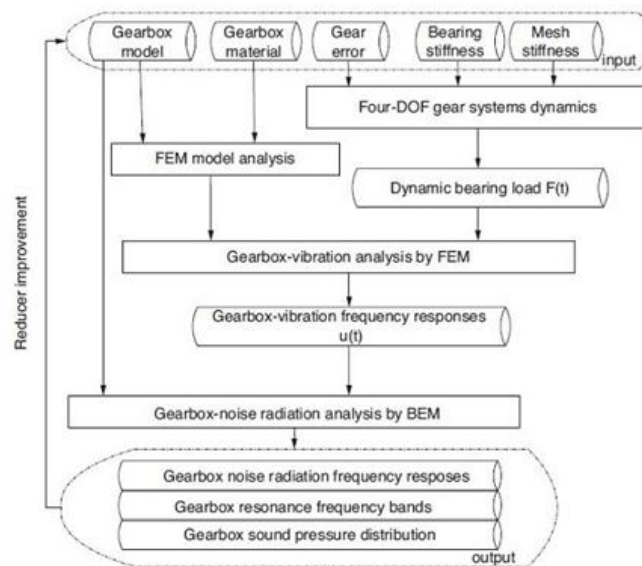 Gearbox model
Gearbox material
Gear error
Bearing stiffness
Mesh stiffness
input
Four-DOF gear systems dynamics
FEM model analysis
Dynamic bearing load F(t)
Gearbox-vibration analysis by FEM
Gearbox-vibration frequency responses
u(t)
Reducer improvement
Gearbox-noise radiation analysis by BEM
Gearbox noise radiation frequency resposes
Gearbox resonance frequency bands
Gearbox sound pressure distribution
output